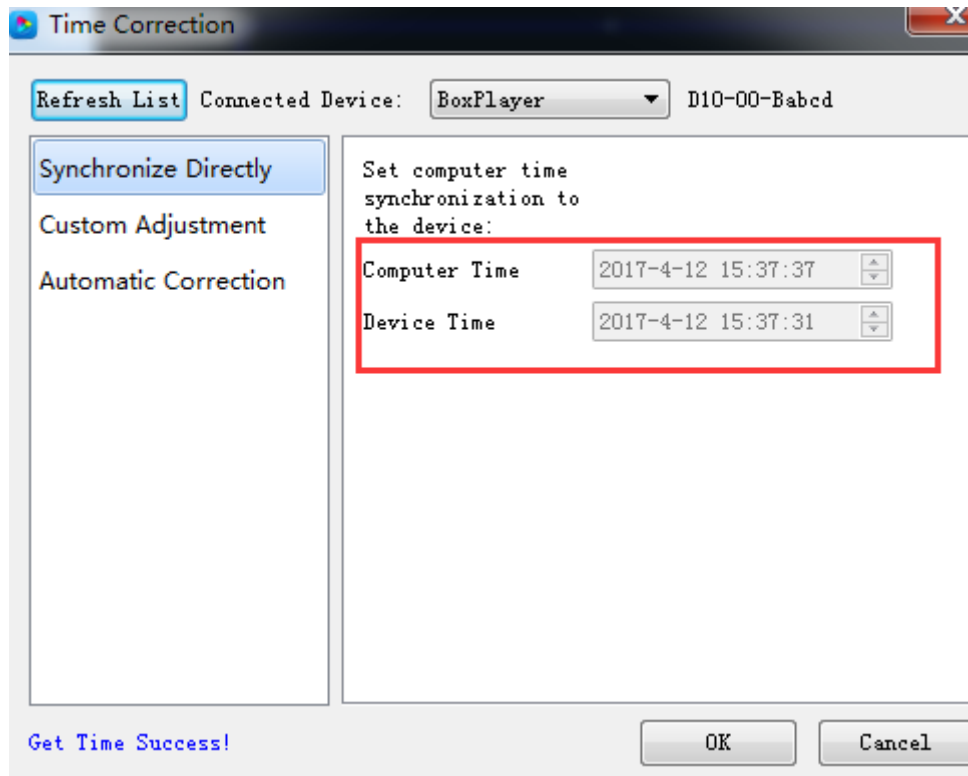 Time Correction
Refresh List Connected Device: BoxPlayer D10-00-Babcd
Synchronize Directly
Custom Adjustment
Automatic Correction
Set computer time
synchronization to
the device:
Computer Time 2017-4-12 15:37:37
Device Time 2017-4-12 15:37:31
Get Time Success! OK Cancel